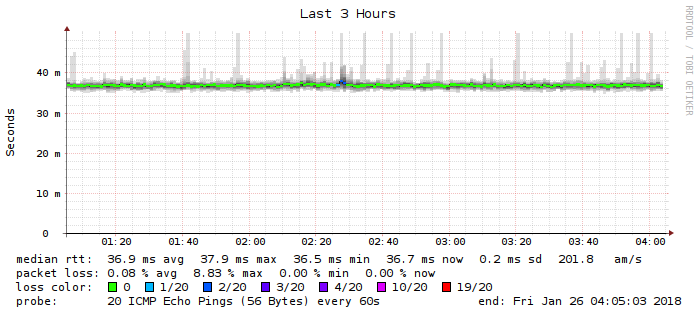 Last 3 Hours
RRDTOOL / TOBI OETIKER
Seconds
40 m
30 m
20 m
10 m
0
01:20 01:40 02:00 02:20 02:40 03:00 03:20 03:40 04:00
median rtt: 36.9 ms avg 37.9 ms max 36.5 ms min 36.7 ms now 0.2 ms sd 201.8 am/s
packet loss: 0.08 % avg 8.83 % max 0.00 % min 0.00 % now
loss color: 0 1/20 2/20 3/20 4/20 10/20 19/20
probe: 20 ICMP Echo Pings (56 Bytes) every 60s end: Fri Jan 26 04:05:03 2018